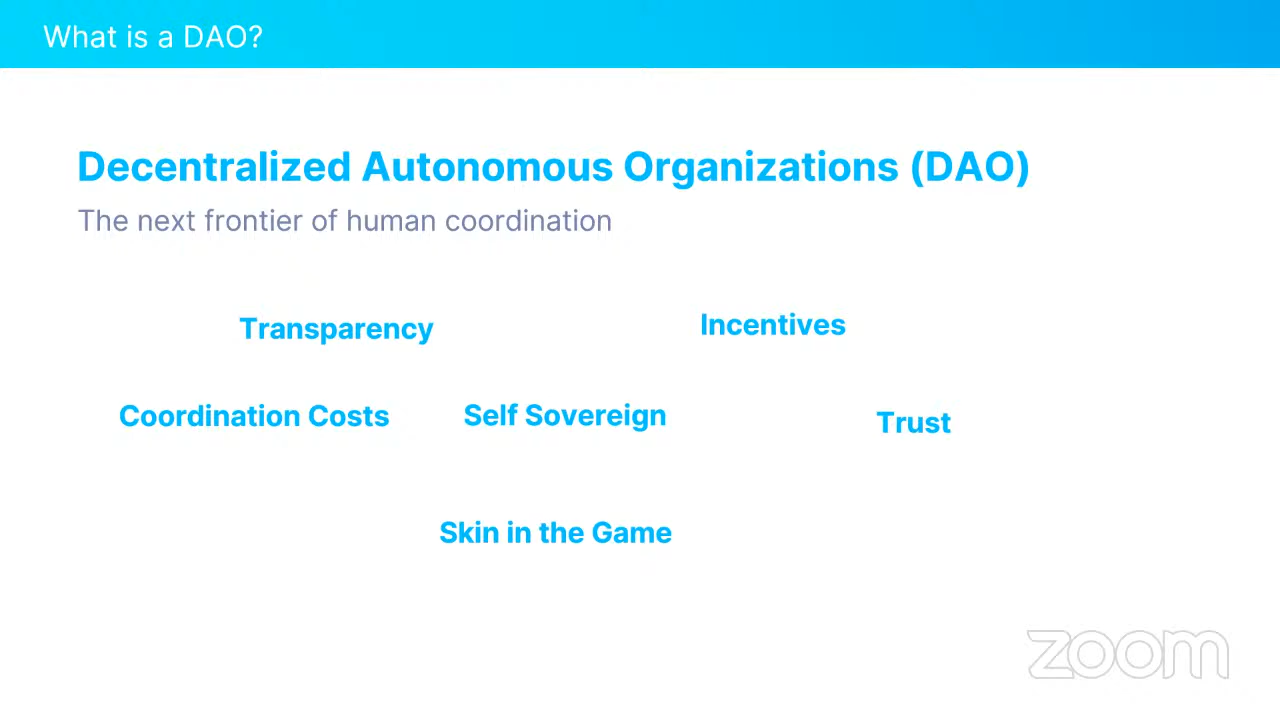 What is a DAO?
Decentralized Autonomous Organizations (DAO)
The next frontier of human coordination
Transparency
Incentives
Coordination Costs
Self Sovereign
Trust
Skin in the Game
zoom